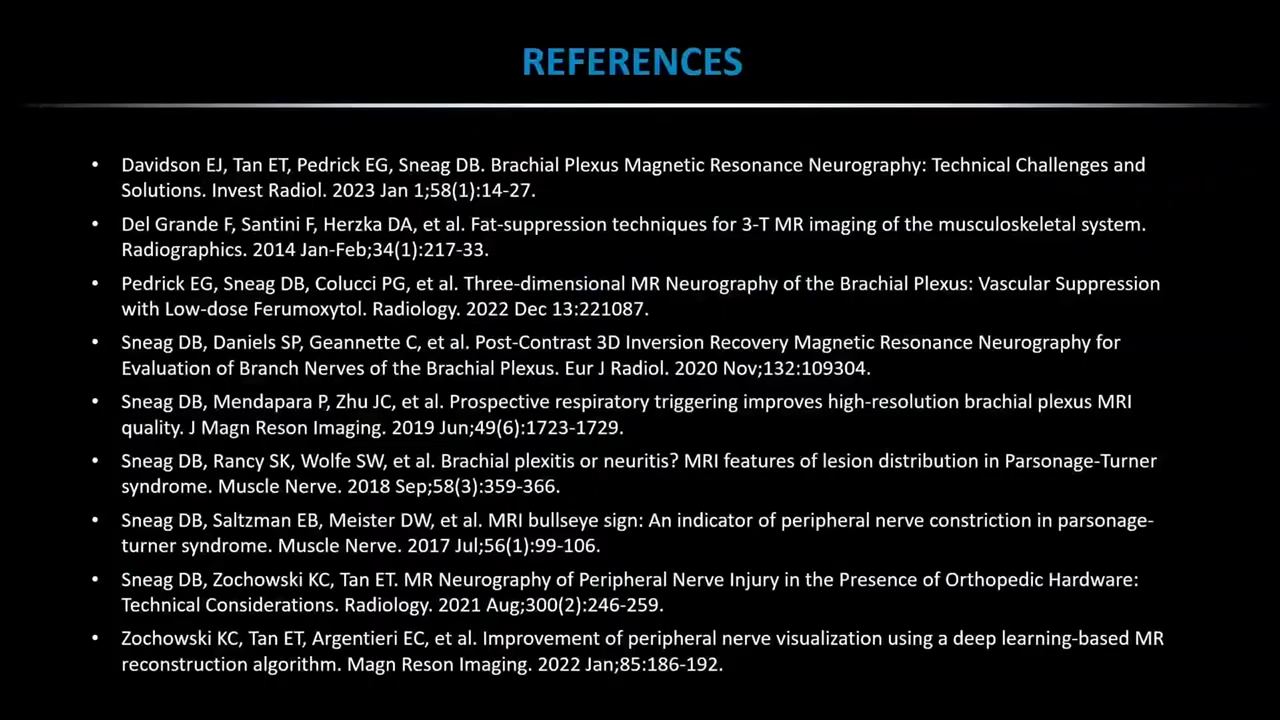 REFERENCES
• Davidson EJ, Tan ET, Pedrick EG, Sneag DB. Brachial Plexus Magnetic Resonance Neurography: Technical Challenges and
Solutions. Invest Radiol. 2023 Jan 1;58(1):14-27.
• Del Grande F, Santini F, Herzka DA, et al. Fat-suppression techniques for 3-T MR imaging of the musculoskeletal system.
Radiographics. 2014 Jan-Feb;34(1):217-33.
• Pedrick EG, Sneag DB, Colucci PG, et al. Three-dimensional MR Neurography of the Brachial Plexus: Vascular Suppression
with Low-dose Ferumoxytol. Radiology. 2022 Dec 13:221087.
• Sneag DB, Daniels SP, Geannette C, et al. Post-Contrast 3D Inversion Recovery Magnetic Resonance Neurography for
Evaluation of Branch Nerves of the Brachial Plexus. Eur J Radiol. 2020 Nov;132:109304.
• Sneag DB, Mendapara P, Zhu JC, et al. Prospective respiratory triggering improves high-resolution brachial plexus MRI
quality. J Magn Reson Imaging. 2019 Jun;49(6):1723-1729.
• Sneag DB, Rancy SK, Wolfe SW, et al. Brachial plexitis or neuritis? MRI features of lesion distribution in Parsonage-Turner
syndrome. Muscle Nerve. 2018 Sep;58(3):359-366.
• Sneag DB, Saltzman EB, Meister DW, et al. MRI bullseye sign: An indicator of peripheral nerve constriction in parsonage-
turner syndrome. Muscle Nerve. 2017 Jul;56(1):99-106.
• Sneag DB, Zochowski KC, Tan ET. MR Neurography of Peripheral Nerve Injury in the Presence of Orthopedic Hardware:
Technical Considerations. Radiology. 2021 Aug;300(2):246-259.
• Zochowski KC, Tan ET, Argentieri EC, et al. Improvement of peripheral nerve visualization using a deep learning-based MR
reconstruction algorithm. Magn Reson Imaging. 2022 Jan;85:186-192.